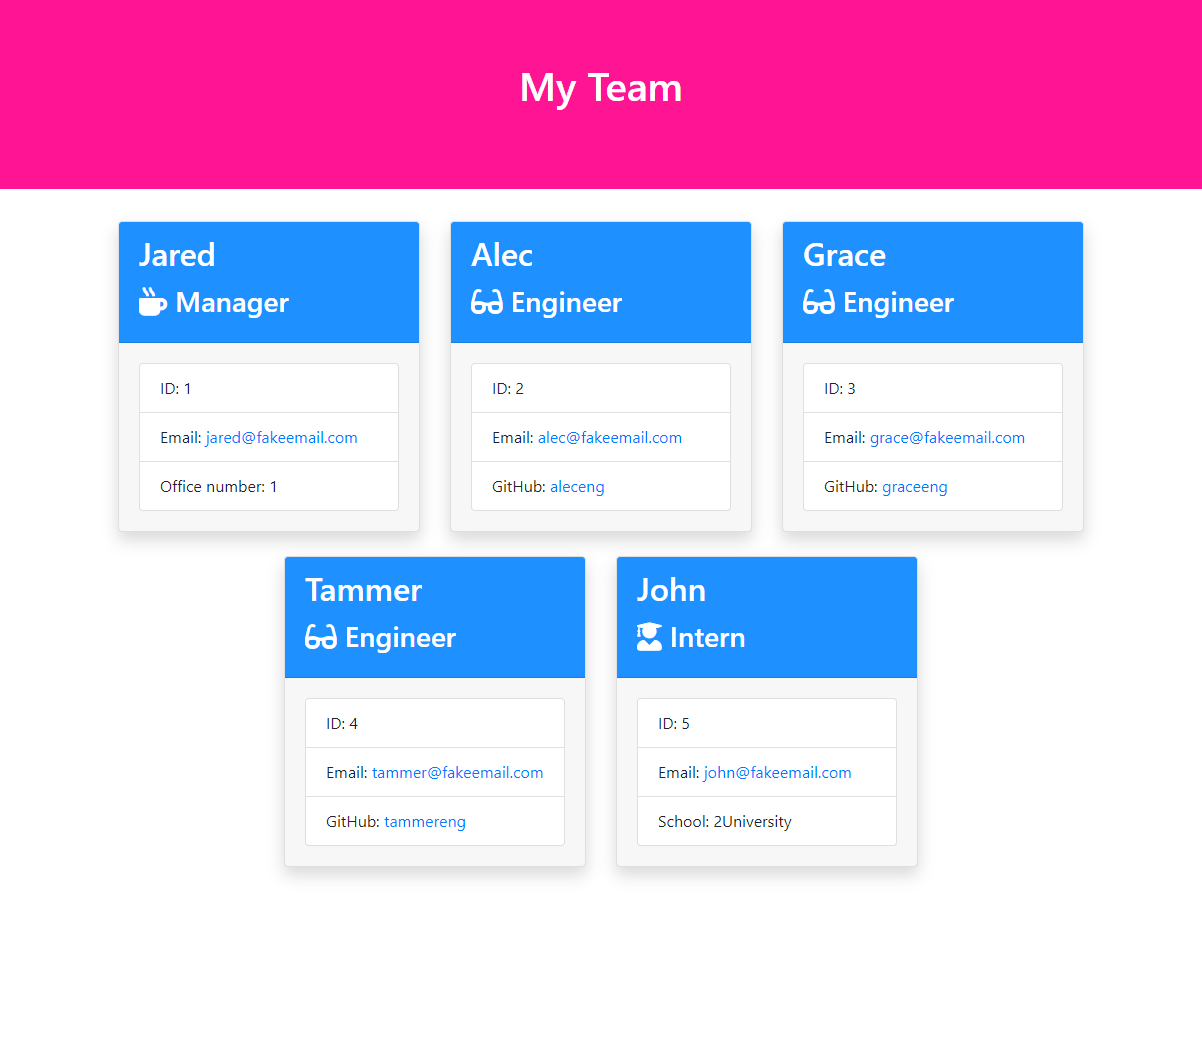 My Team
Jared
Manager
ID: 1
Email: jared@fakeemail.com
Office number: 1
Alec
Engineer
ID: 2
Email: alec@fakeemail.com
GitHub: aleceng
Grace
Engineer
ID: 3
Email: grace@fakeemail.com
GitHub: graceeng
Tammer
Engineer
ID: 4
Email: tammer@fakeemail.com
GitHub: tammereng
John
Intern
ID: 5
Email: john@fakeemail.com
School: 2University